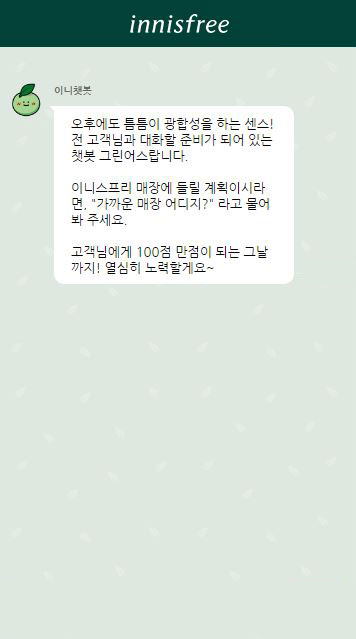 innisfree
이니챗봇
오후에도 틈틈이 광합성을 하는 센스!
전 고객님과 대화할 준비가 되어 있는
챗봇 그린어스랍니다.
이니스프리 매장에 들릴 계획이시라
면, "가까운 매장 어디지?" 라고 물어
봐 주세요.
고객님에게 100점 만점이 되는 그날
까지! 열심히 노력할게요~